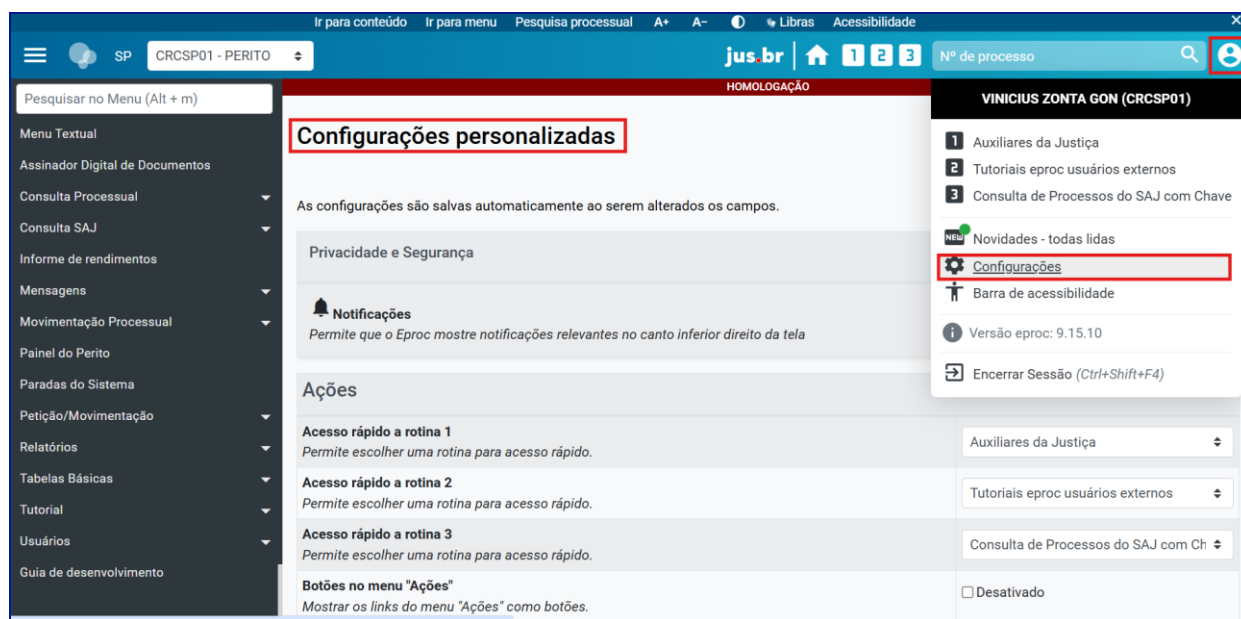 Ir para conteúdo Ir para menu Pesquisa processual A+ A- Libras Acessibilidade ×
SP CRCSP01 - PERITO jus.br 1 2 3 Nº de processo
HOMOLOGAÇÃO
Pesquisar no Menu (Alt + m)
Menu Textual
Assinador Digital de Documentos
Consulta Processual
Consulta SAJ
Informe de rendimentos
Mensagens
Movimentação Processual
Painel do Perito
Paradas do Sistema
Petição/Movimentação
Relatórios
Tabelas Básicas
Tutorial
Usuários
Guia de desenvolvimento
Configurações personalizadas
As configurações são salvas automaticamente ao serem alterados os campos.
Privacidade e Segurança
Notificações
Permite que o Eproc mostre notificações relevantes no canto inferior direito da tela
Ações
Acesso rápido a rotina 1
Permite escolher uma rotina para acesso rápido.
Auxiliares da Justiça
Acesso rápido a rotina 2
Permite escolher uma rotina para acesso rápido.
Tutoriais eproc usuários externos
Acesso rápido a rotina 3
Permite escolher uma rotina para acesso rápido.
Consulta de Processos do SAJ com Ch
Botões no menu "Ações"
Mostrar os links do menu "Ações" como botões.
Desativado
VINICIUS ZONTA GON (CRCSP01)
1 Auxiliares da Justiça
2 Tutoriais eproc usuários externos
3 Consulta de Processos do SAJ com Chave
NEW Novidades - todas lidas
Configurações
Barra de acessibilidade
Versão eproc: 9.15.10
Encerrar Sessão (Ctrl+Shift+F4)